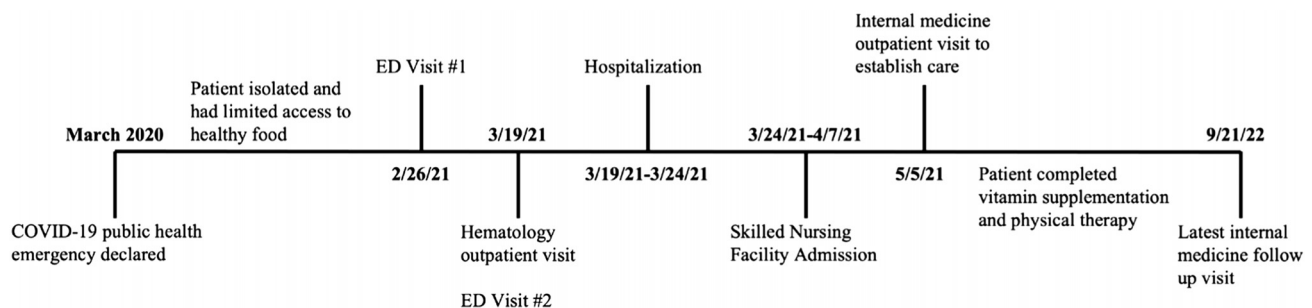 Internal medicine
outpatient visit to
establish care
ED Visit #1
Hospitalization
Patient isolated and
had limited access to
healthy food
March 2020
3/19/21
3/24/21-4/7/21
9/21/22
2/26/21
3/19/21-3/24/21
5/5/21
Patient completed
vitamin supplementation
and physical therapy
COVID-19 public health
emergency declared
Hematology
outpatient visit
ED Visit #2
Skilled Nursing
Facility Admission
Latest internal
medicine follow
up visit